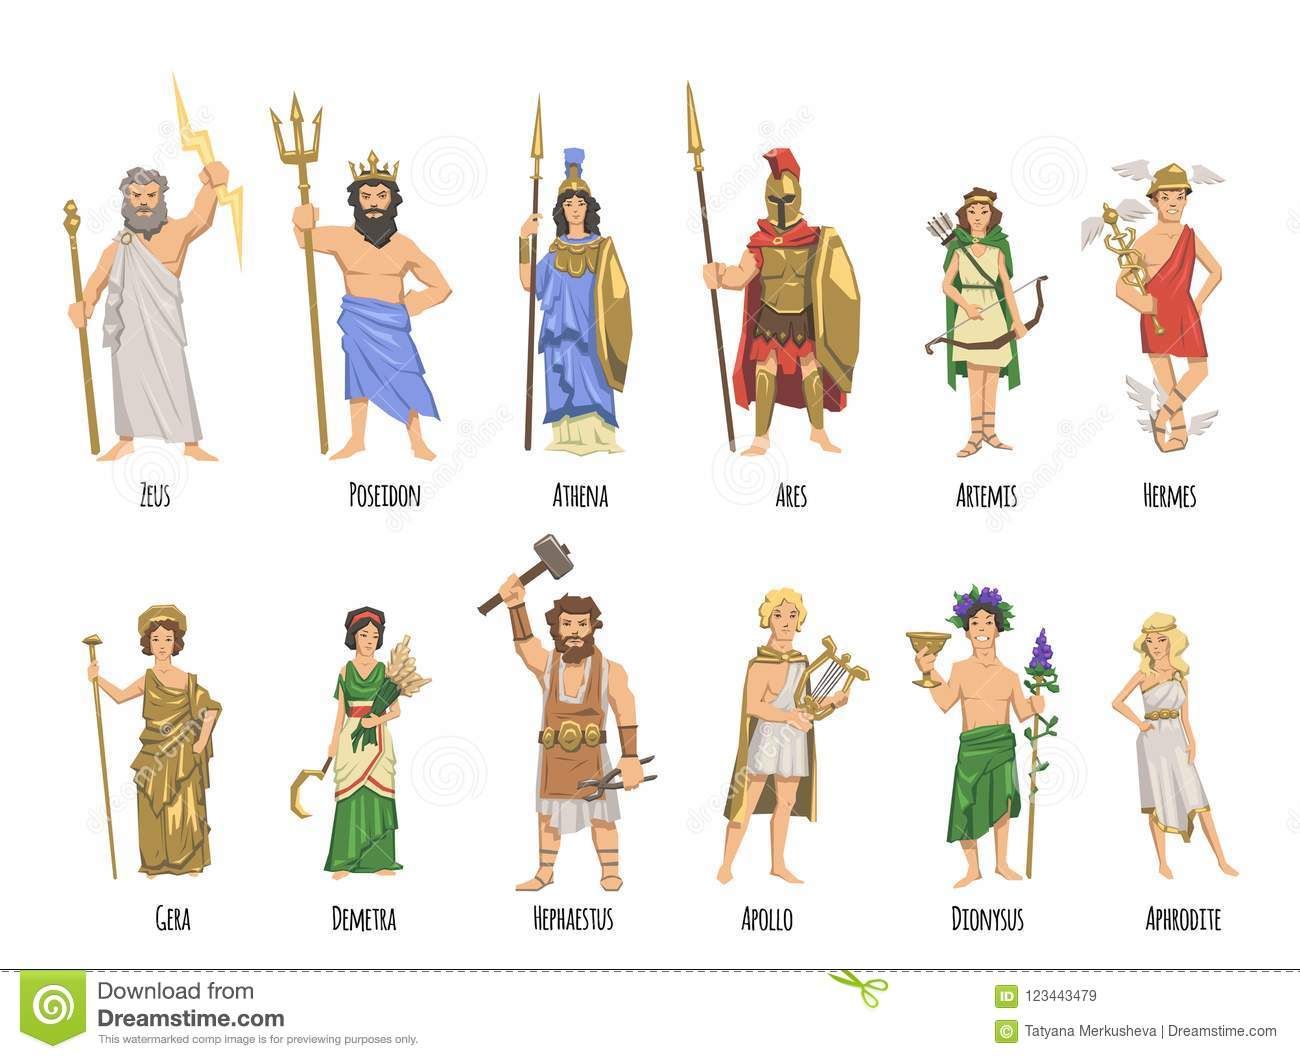 Zeus
Poseidon
Athena
Ares
Artemis
Hermes
Gera
Demetra
Hephaestus
Apollo
Dionysus
Aphrodite
dreamstime
Download from
Dreamstime.com
This watermarked comp image is for previewing purposes only.
ID 123443479
© Tatyana Merkusheva | Dreamstime.com